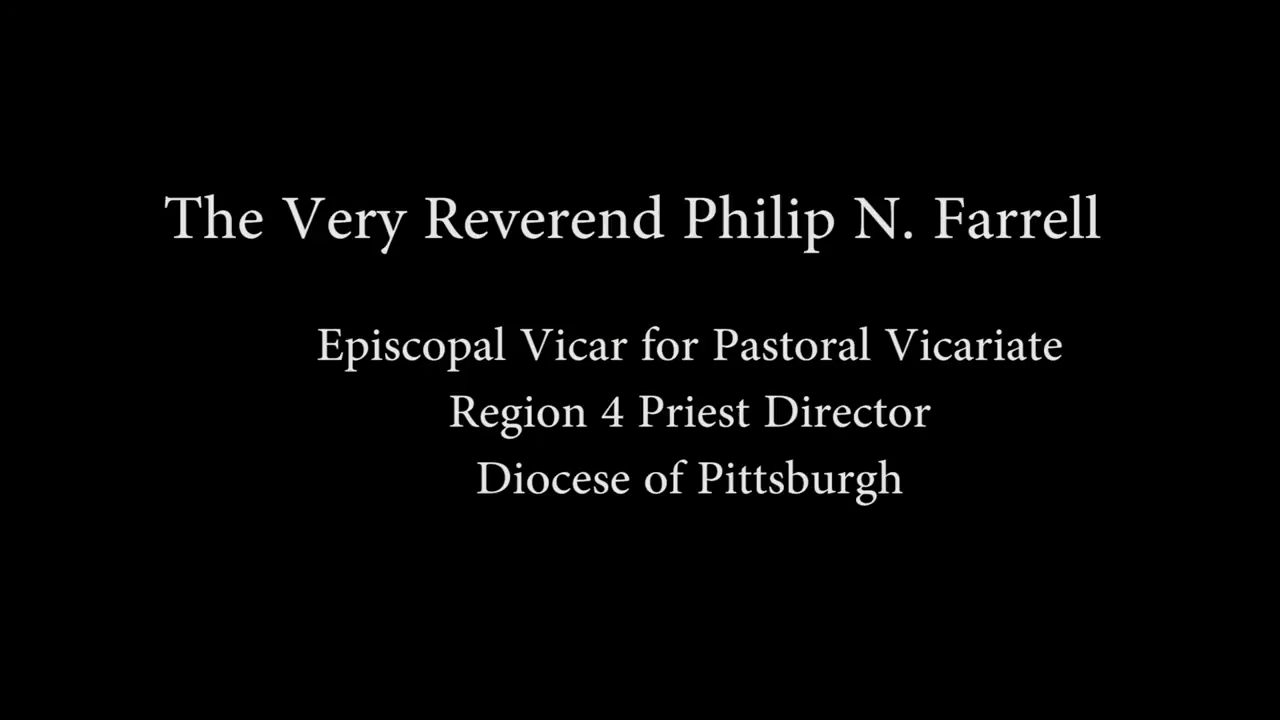 The Very Reverend Philip N. Farrell
Episcopal Vicar for Pastoral Vicariate
Region 4 Priest Director
Diocese of Pittsburgh